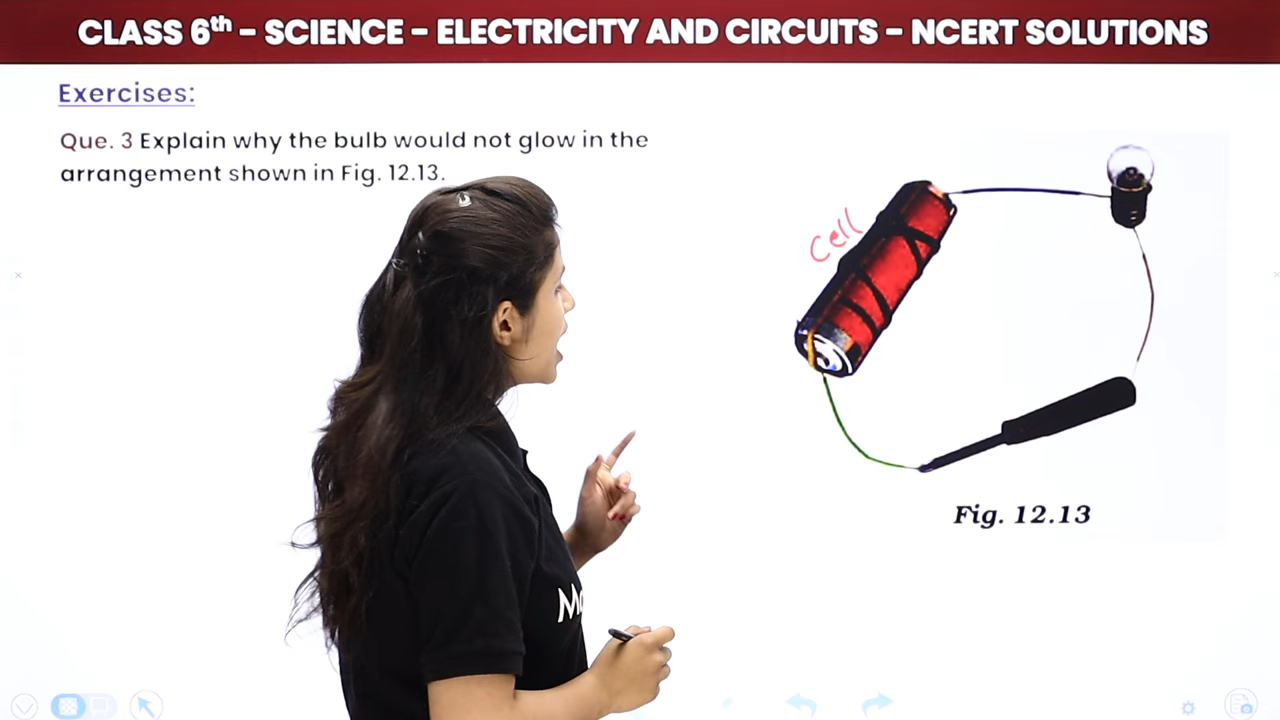 CLASS 6th – SCIENCE – ELECTRICITY AND CIRCUITS – NCERT SOLUTIONS
Exercises:
Que. 3 Explain why the bulb would not glow in the
arrangement shown in Fig. 12.13.
Cell
Fig. 12.13